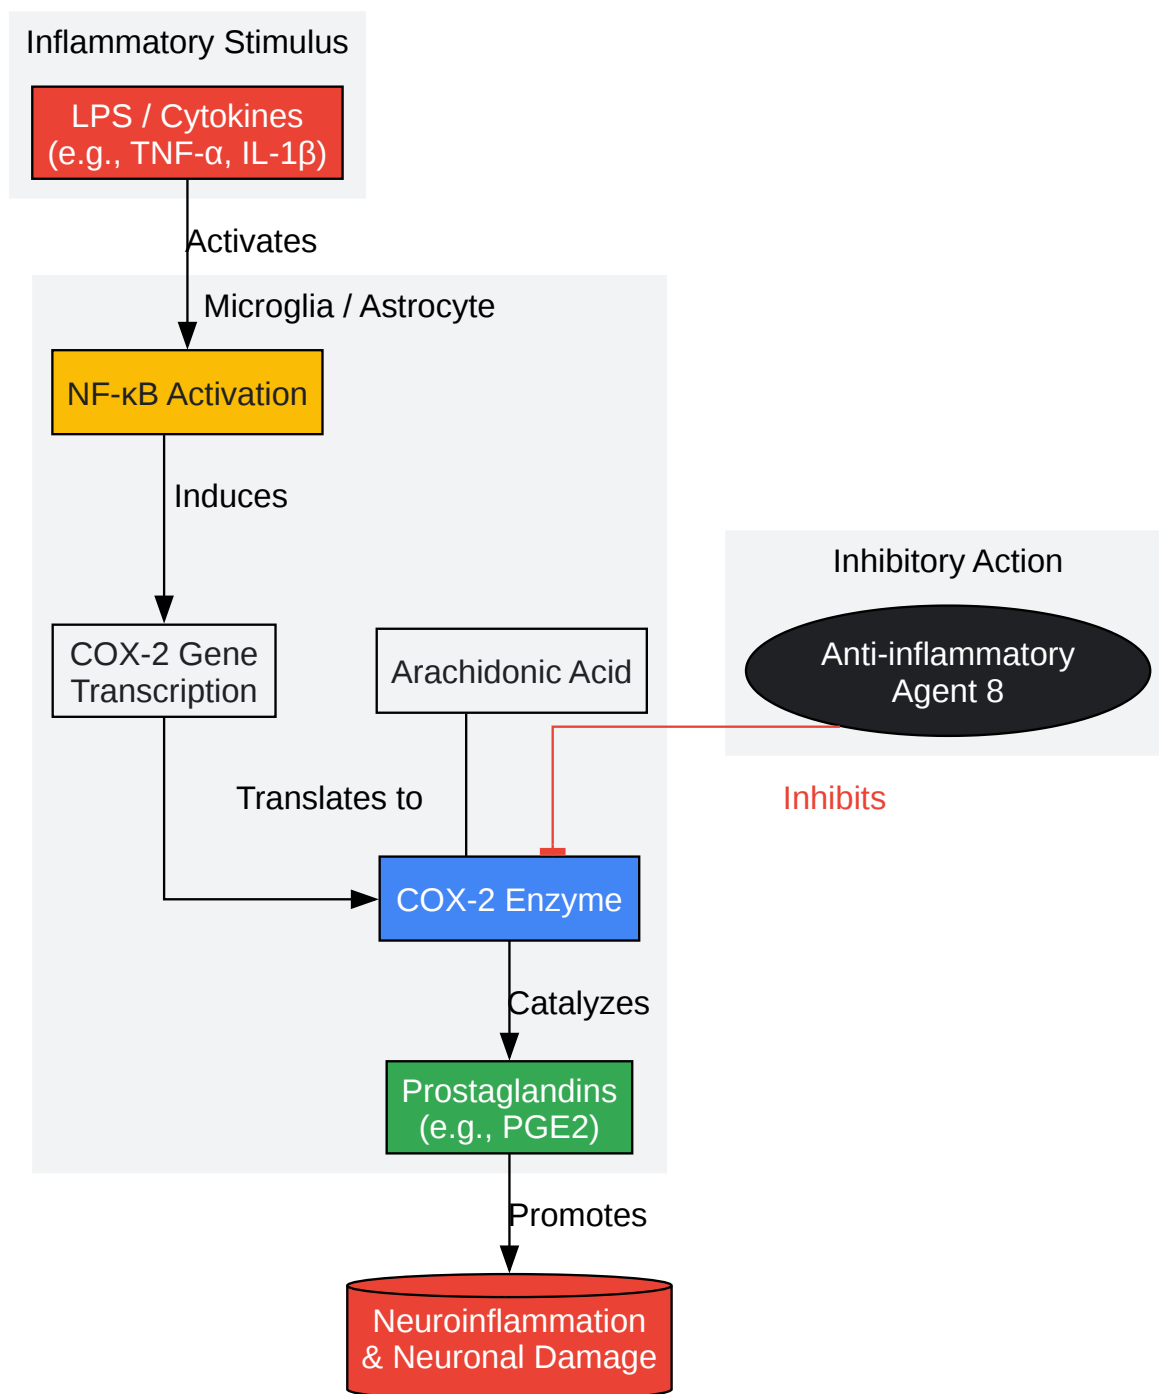 Inflammatory Stimulus
LPS / Cytokines
(e.g., TNF-α, IL-1β)
Activates
Microglia / Astrocyte
NF-κB Activation
Induces
Inhibitory Action
COX-2 Gene
Transcription
Arachidonic Acid
Anti-inflammatory
Agent 8
Translates to
Inhibits
COX-2 Enzyme
Catalyzes
Prostaglandins
(e.g., PGE2)
Promotes
Neuroinflammation
& Neuronal Damage